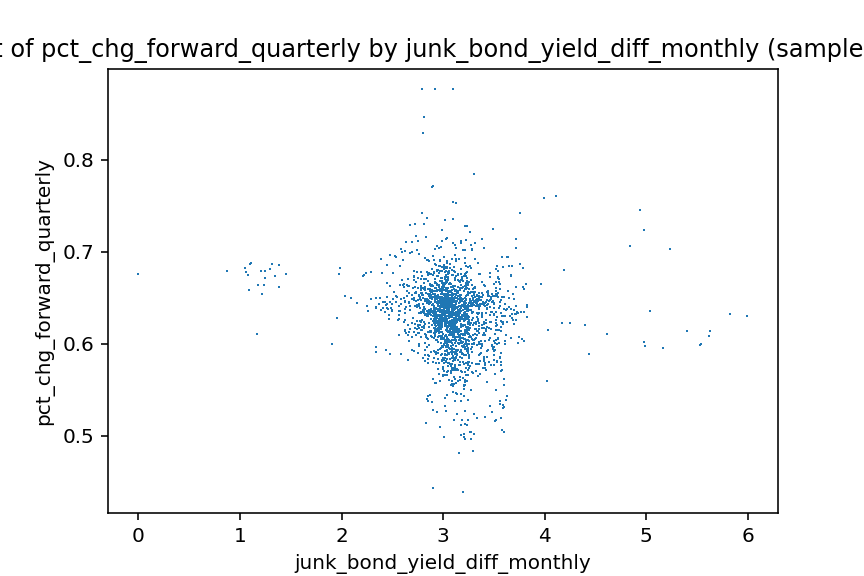 of pct_chg_forward_quarterly by junk_bond_yield_diff_monthly (sample
0.8
0.7
0.6
0.5
pct_chg_forward_quarterly
0 1 2 3 4 5 6
junk_bond_yield_diff_monthly